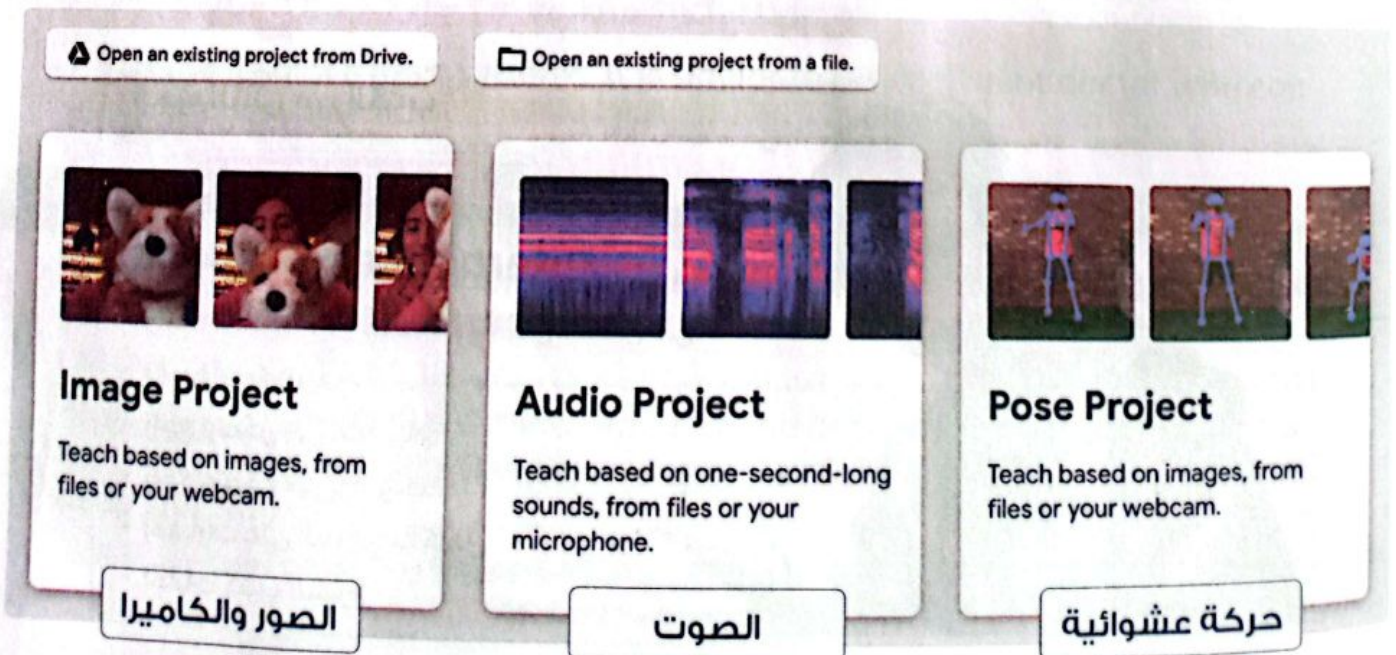 Open an existing project from Drive.
Open an existing project from a file.
Image Project
Teach based on images, from
files or your webcam.
الصور والكاميرا
Audio Project
Teach based on one-second-long
sounds, from files or your
microphone.
الصوت
Pose Project
Teach based on images, from
files or your webcam.
حركة عشوائية